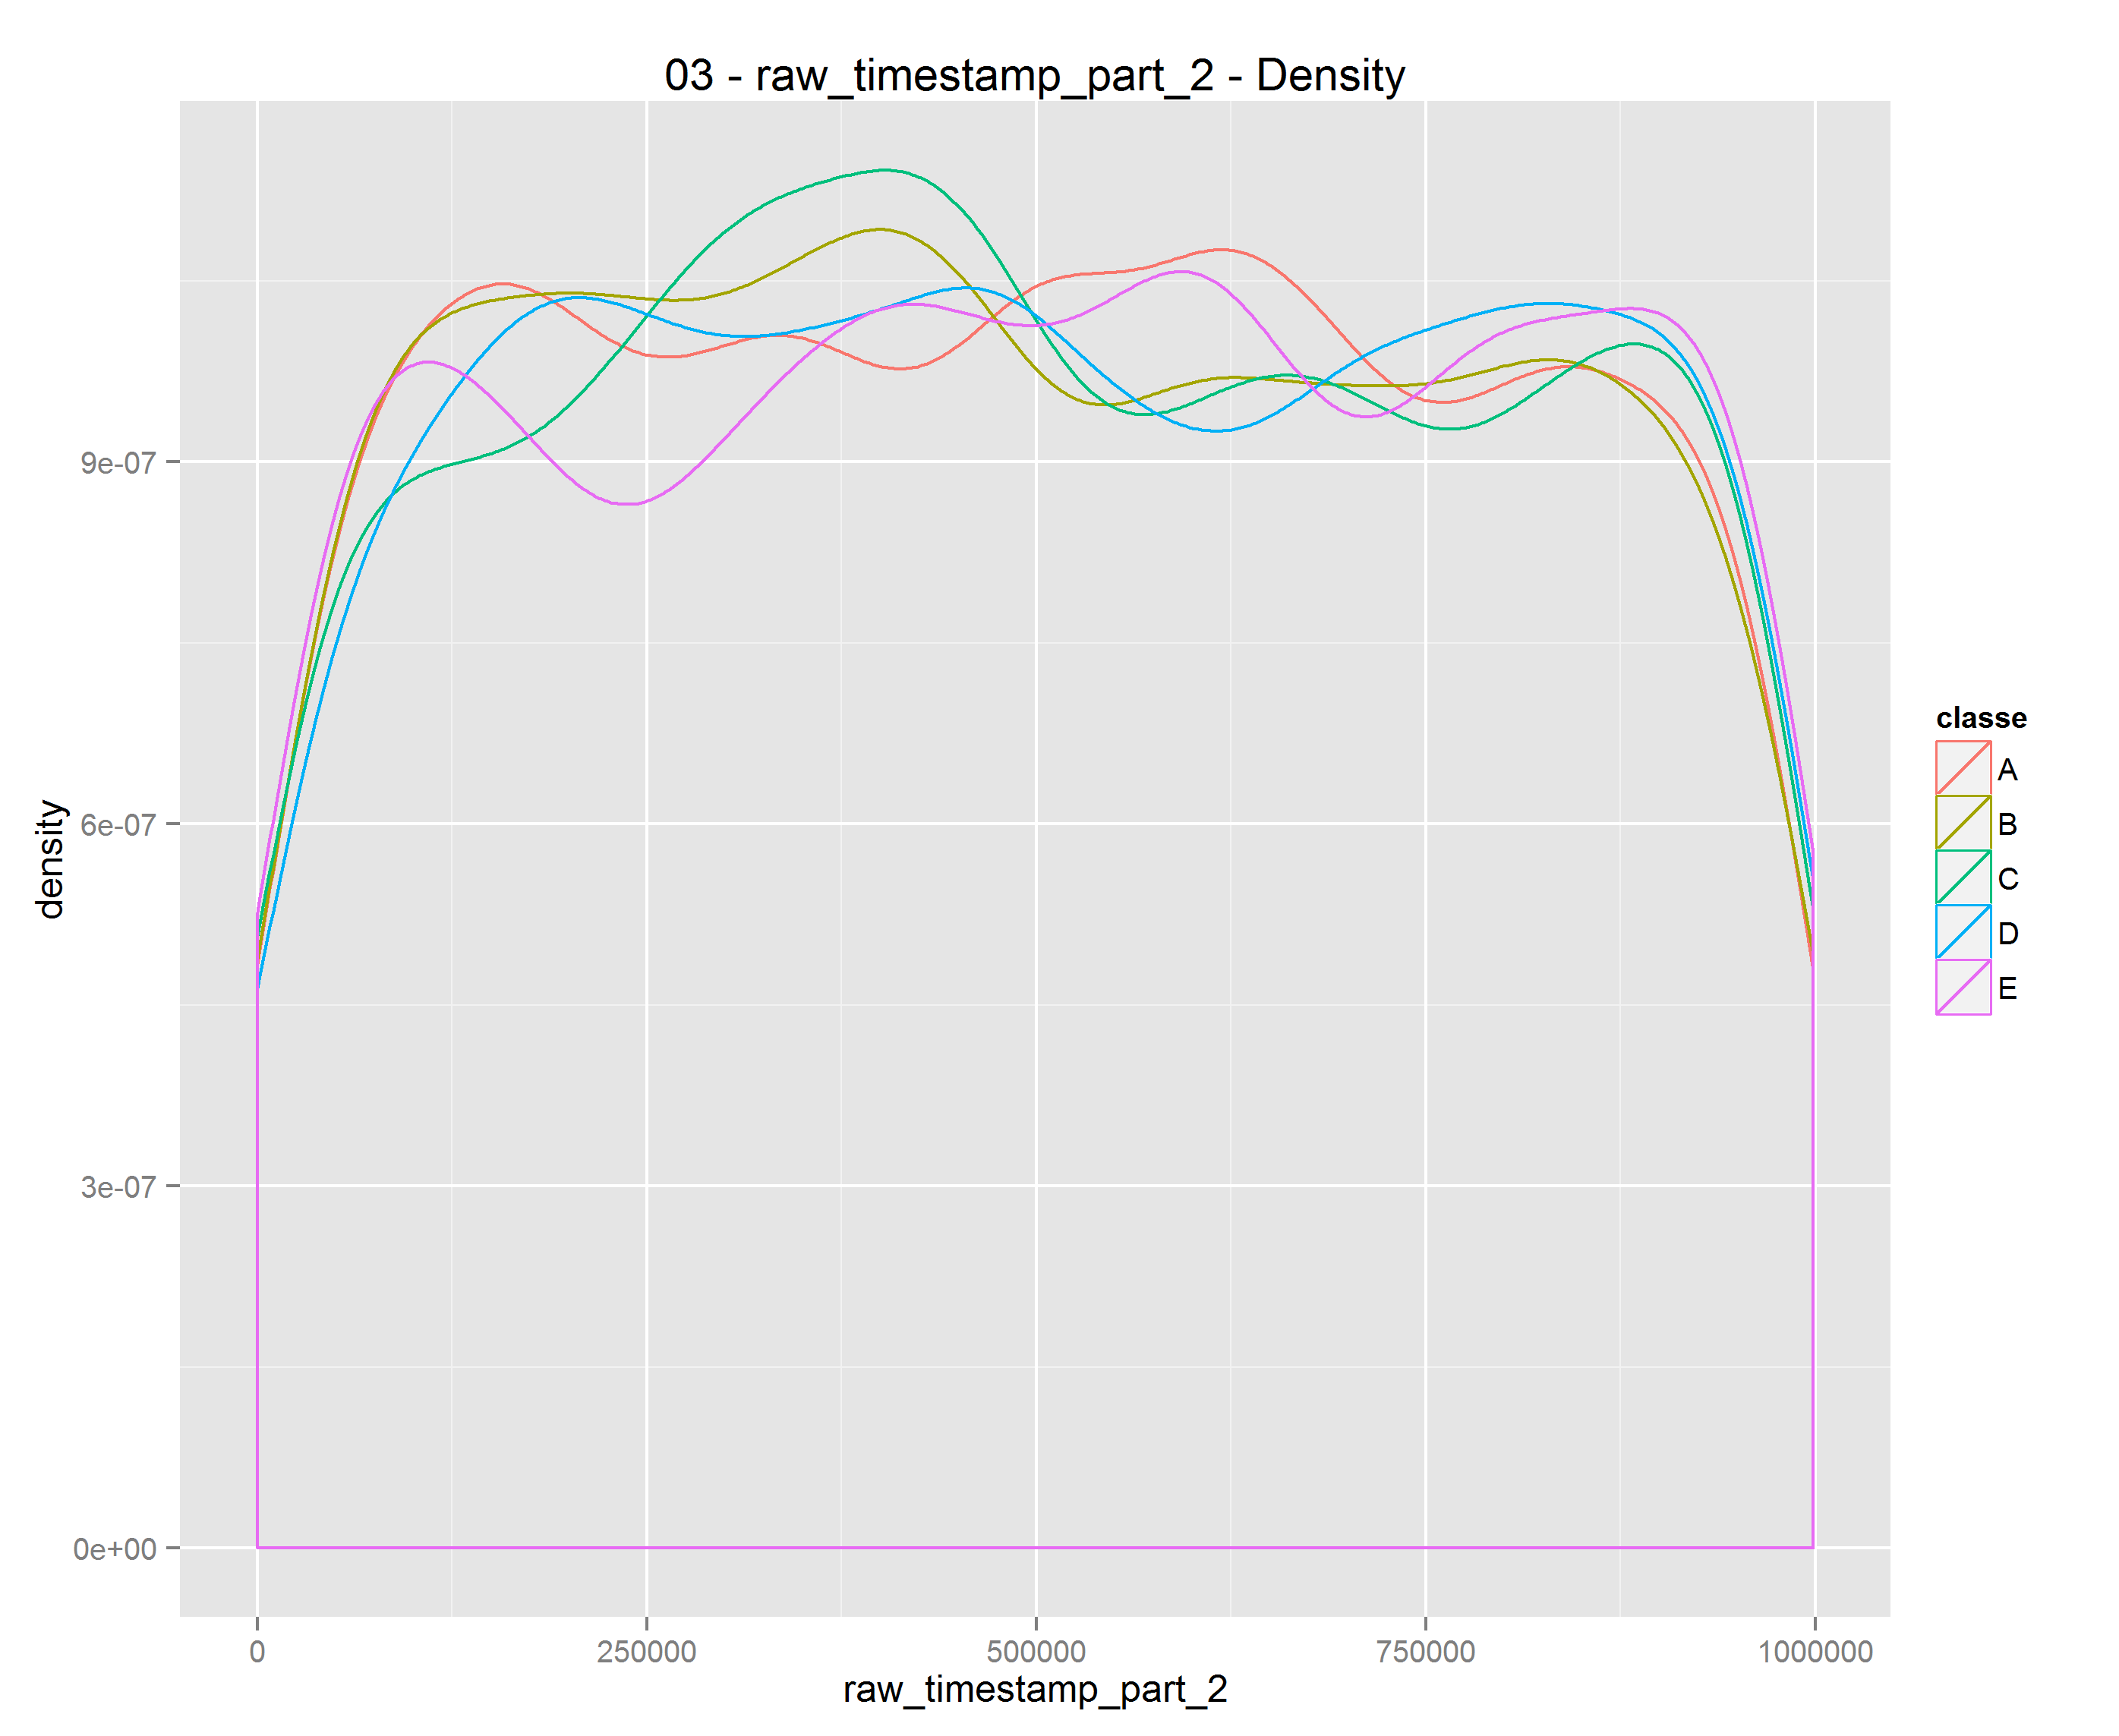 03 - raw_timestamp_part_2 - Density
density
9e-07
6e-07
3e-07
0e+00
0
250000
500000
750000
1000000
raw_timestamp_part_2
classe
A
B
C
D
E